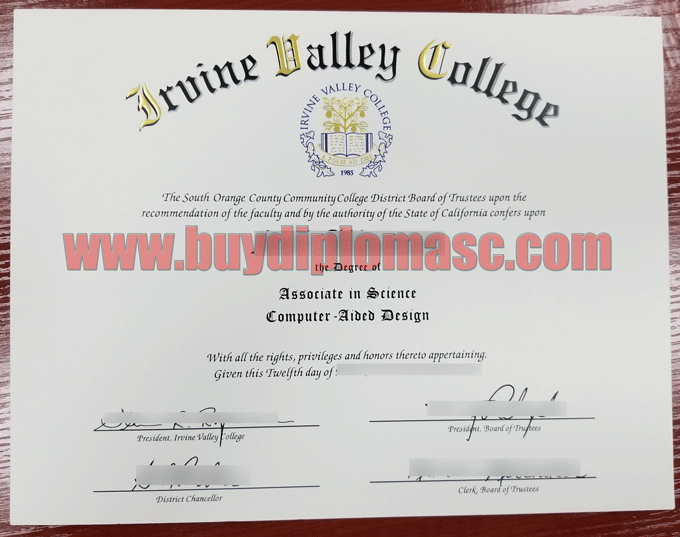 Irvine Valley College
IRVINE VALLEY COLLEGE
1985
The South Orange County Community College District Board of Trustees upon the
recommendation of the faculty and by the authority of the State of California confers upon
www.buydiplomasc.com
the Degree of
Associate in Science
Computer-Aided Design
With all the rights, privileges and honors thereto appertaining.
Given this Twelfth day of
President, Irvine Valley College
President, Board of Trustees
District Chancellor
Clerk, Board of Trustees